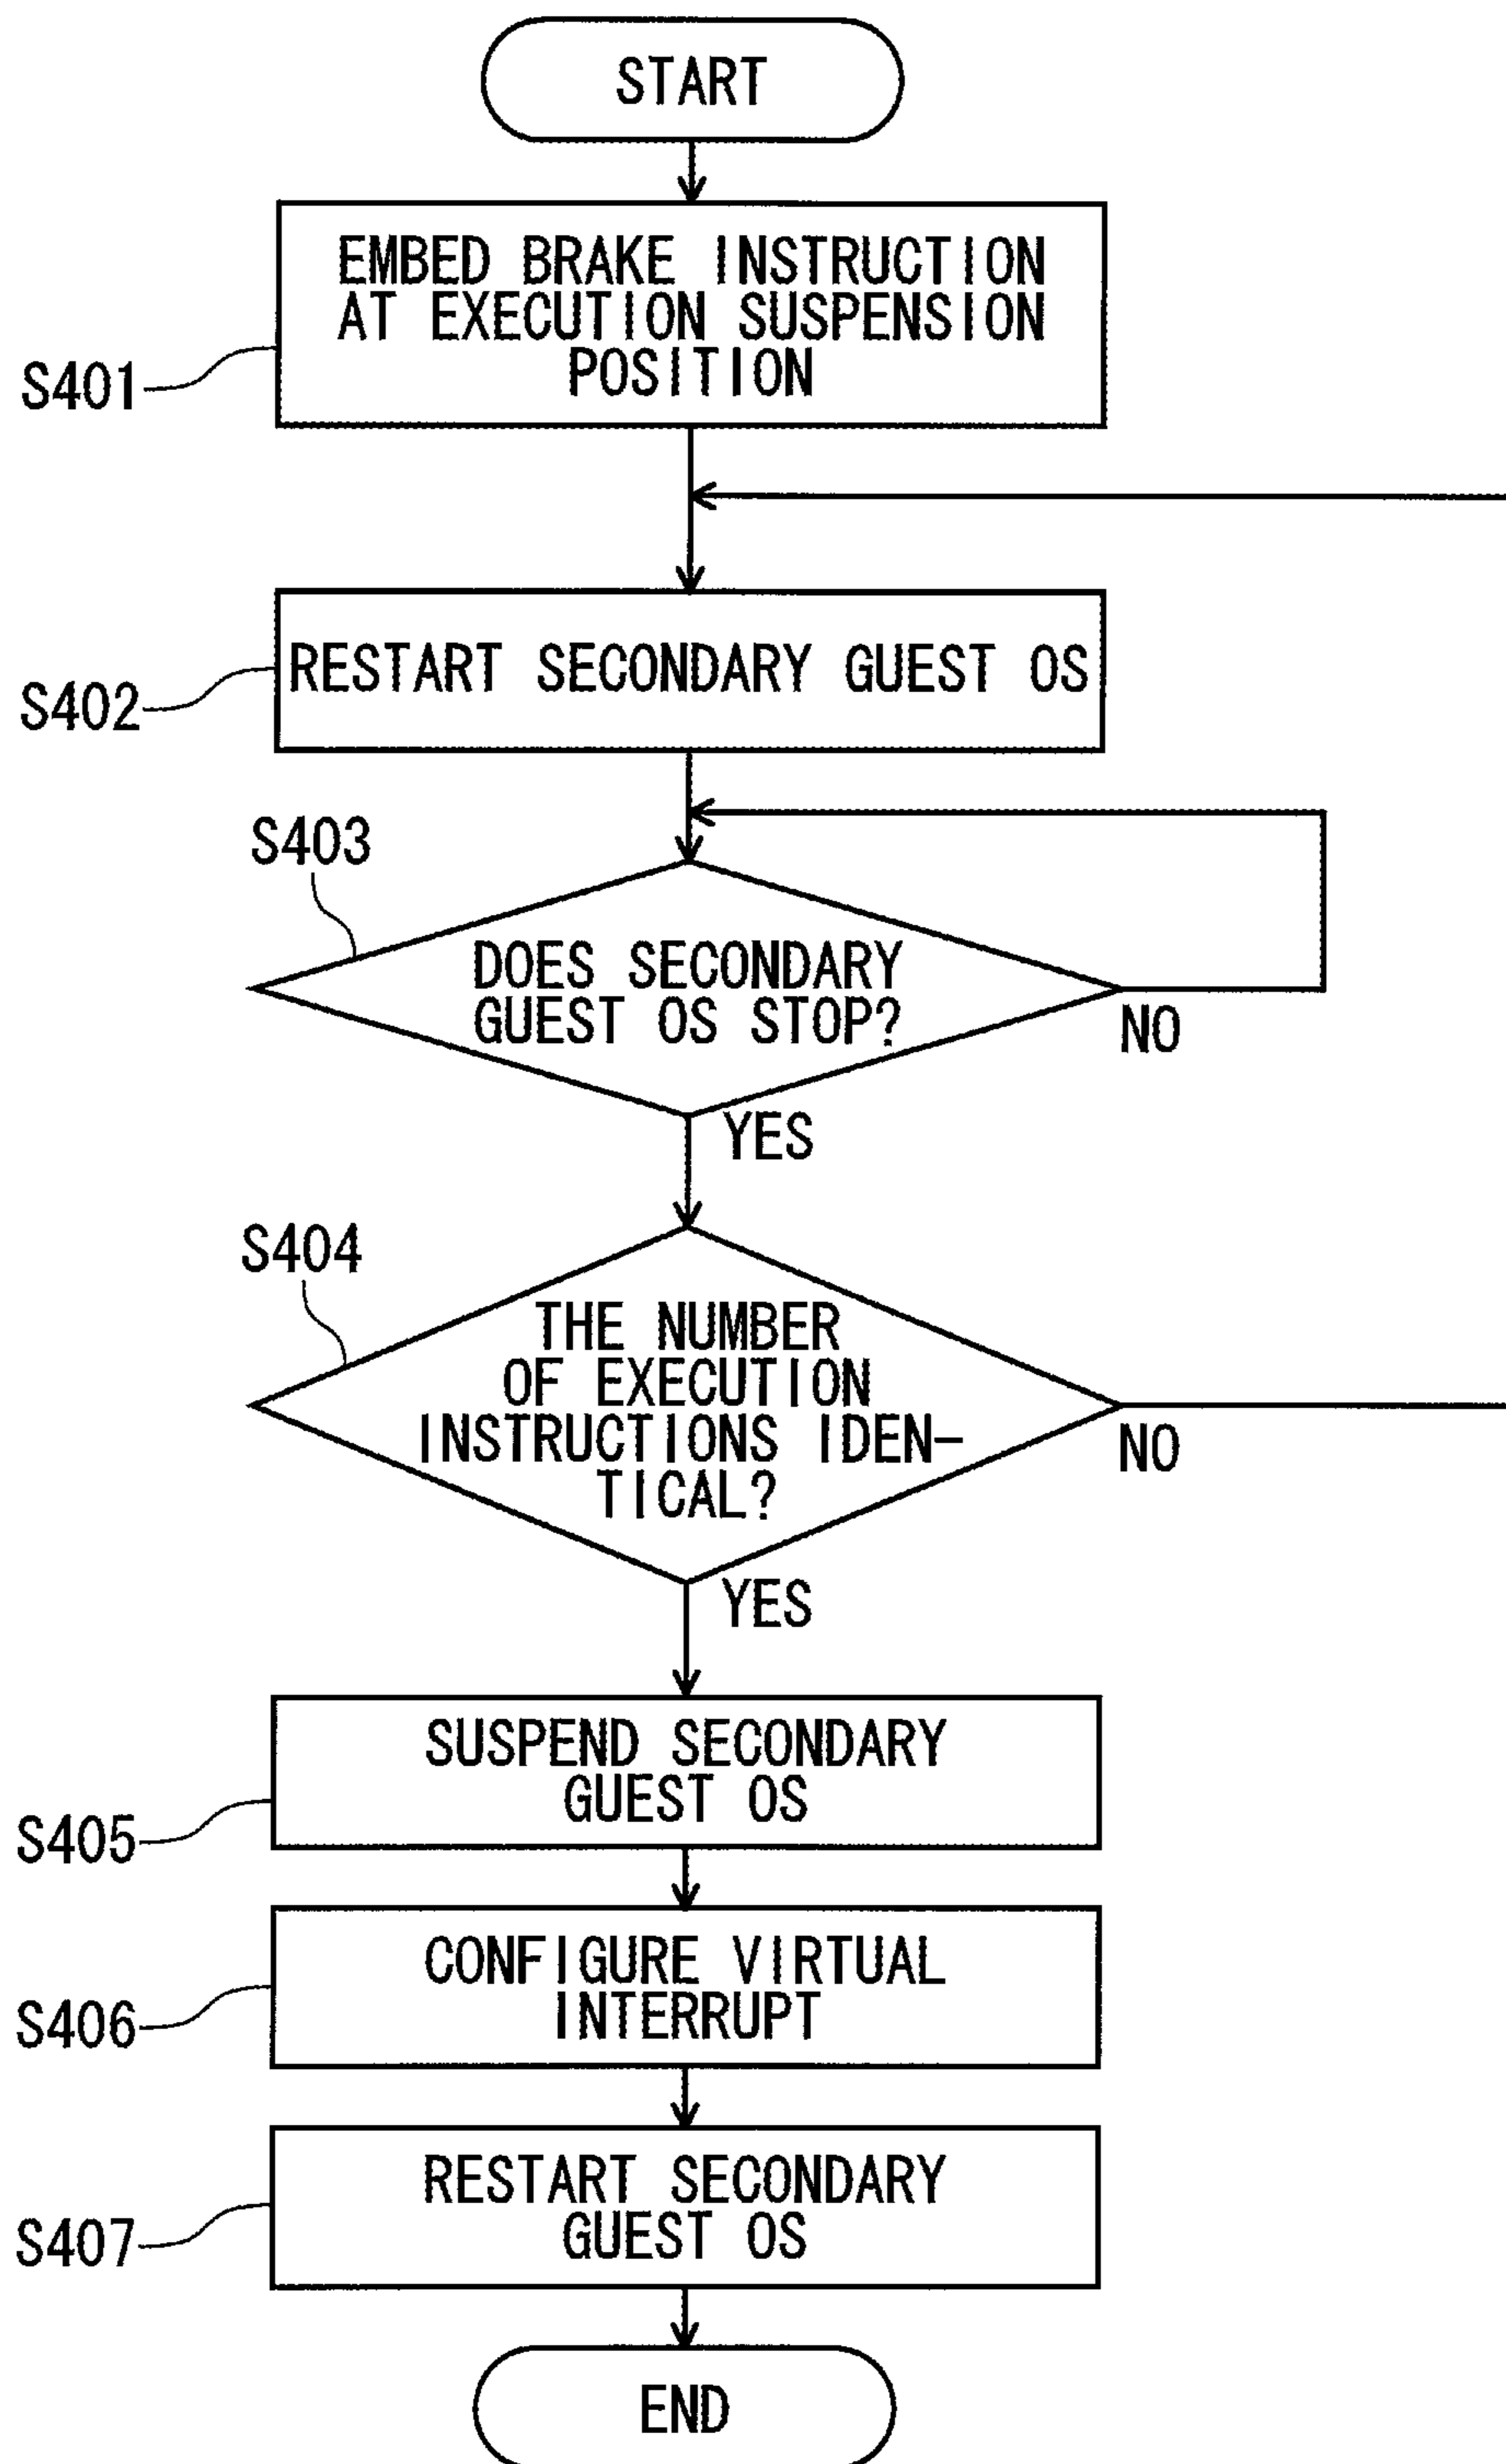 START
EMBED BRAKE INSTRUCTION
AT EXECUTION SUSPENSION
POSITION
S401
RESTART SECONDARY GUEST OS
S402
S403
DOES SECONDARY
GUEST OS STOP?
NO
YES
S404
THE NUMBER
OF EXECUTION
INSTRUCTIONS IDEN-
TICAL?
NO
YES
SUSPEND SECONDARY
GUEST OS
S405
CONFIGURE VIRTUAL
INTERRUPT
S406
RESTART SECONDARY
GUEST OS
S407
END